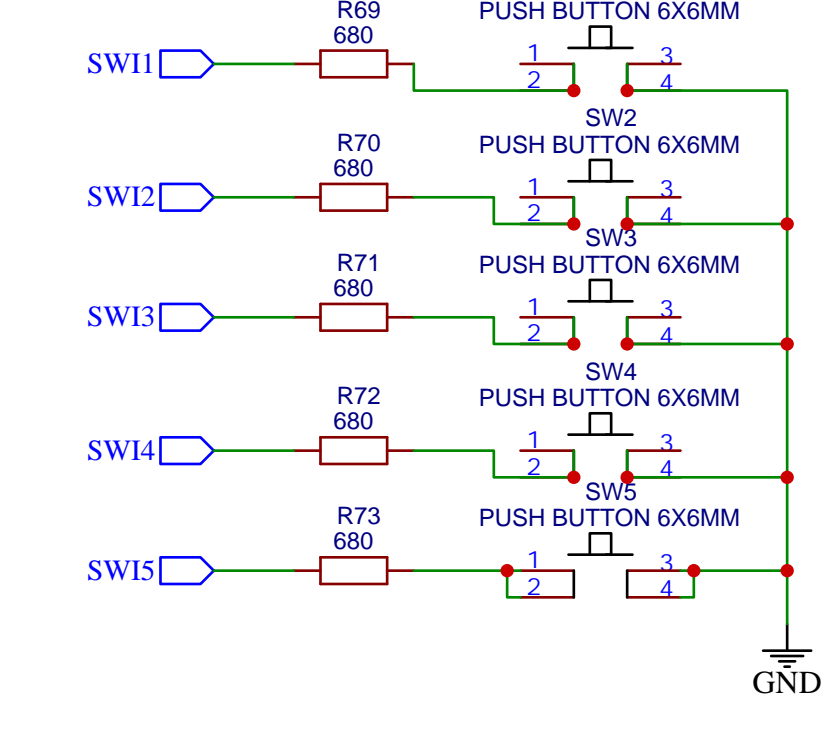 R69
680
PUSH BUTTON 6X6MM
SWI1
1
2
3
4
SW2
R70
680
PUSH BUTTON 6X6MM
SWI2
1
2
3
4
SW3
R71
680
PUSH BUTTON 6X6MM
SWI3
1
2
3
4
SW4
R72
680
PUSH BUTTON 6X6MM
SWI4
1
2
3
4
SW5
R73
680
PUSH BUTTON 6X6MM
SWI5
1
2
3
4
GND